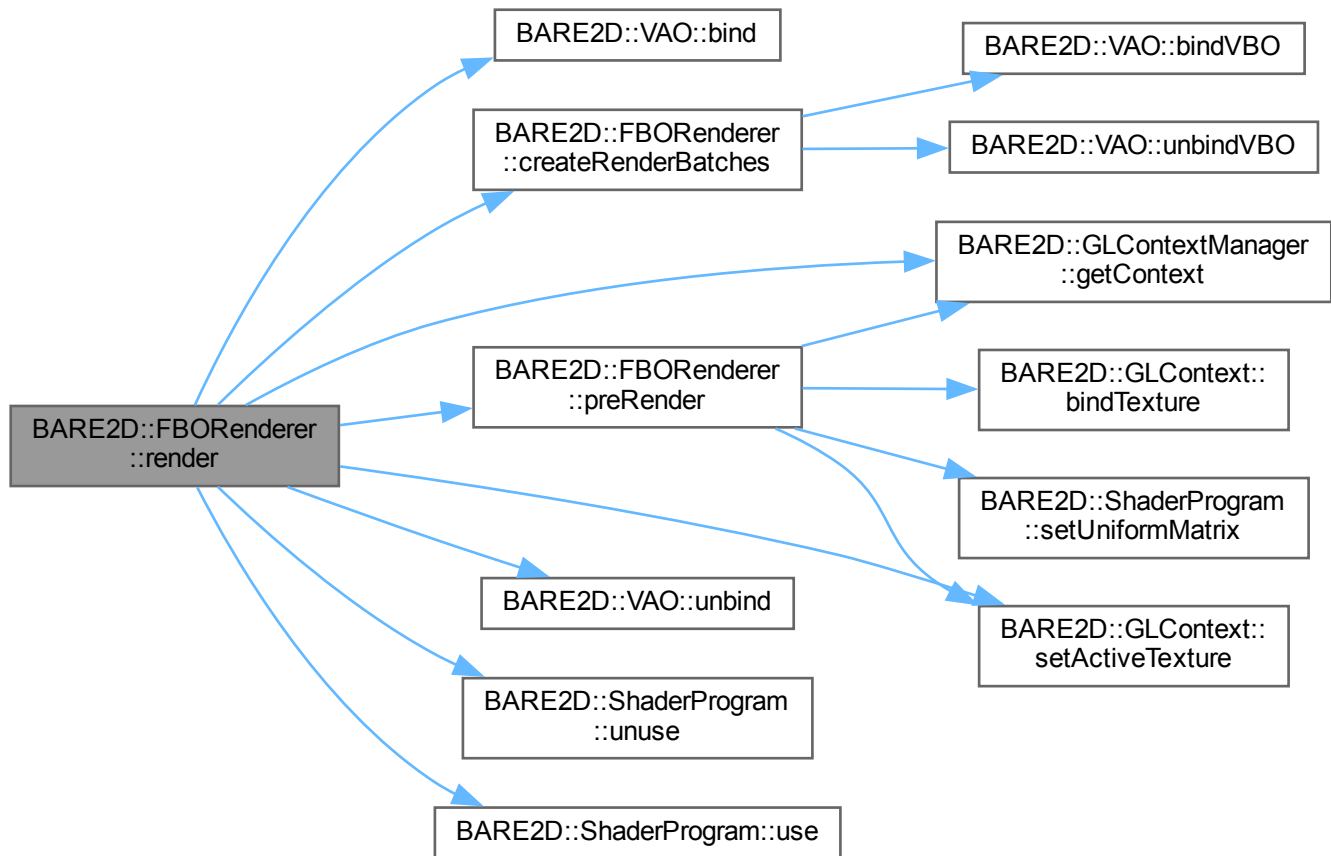 BARE2D::VAO::bind
BARE2D::VAO::bindVBO
BARE2D::FBORenderer
::createRenderBatches
BARE2D::VAO::unbindVBO
BARE2D::GLContextManager
::getContext
BARE2D::FBORenderer
::preRender
BARE2D::GLContext::
bindTexture
BARE2D::FBORenderer
::render
BARE2D::ShaderProgram
::setUniformMatrix
BARE2D::VAO::unbind
BARE2D::GLContext::
setActiveTexture
BARE2D::ShaderProgram
::unuse
BARE2D::ShaderProgram::use